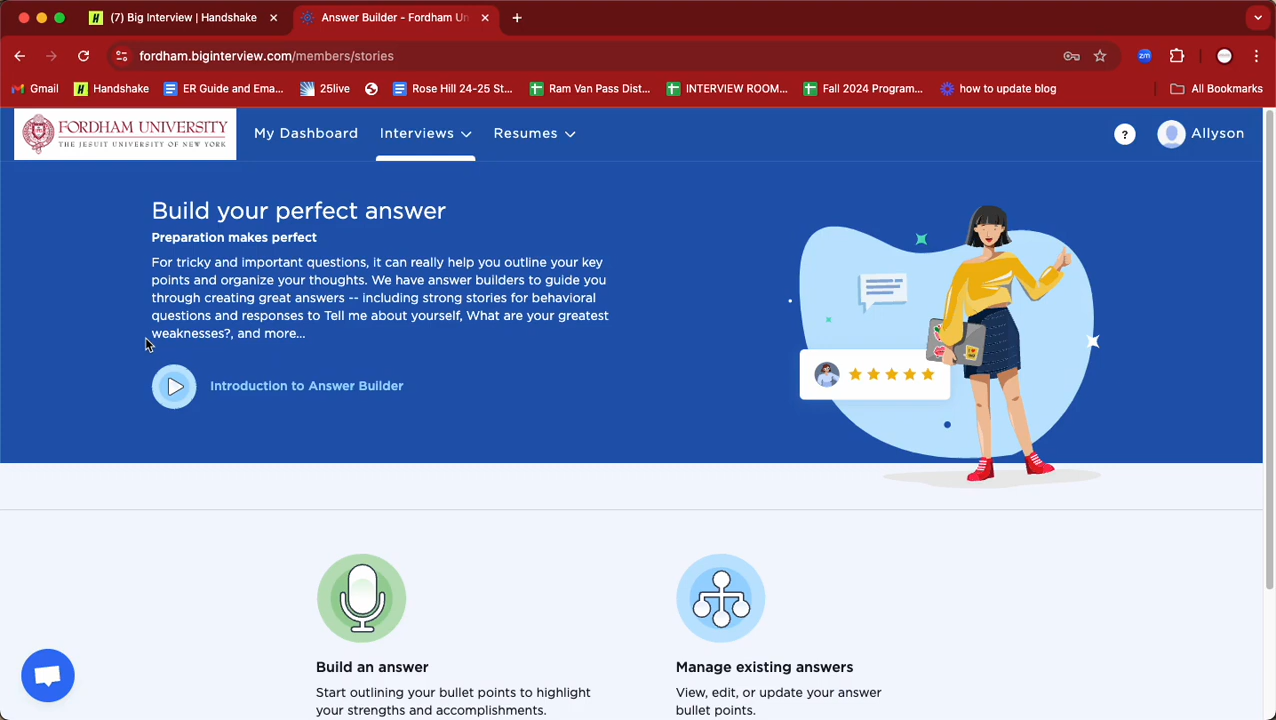 (7) Big Interview | Handshake
Answer Builder - Fordham Un
fordham.biginterview.com/members/stories
Gmail
Handshake
ER Guide and Ema...
25live
Rose Hill 24-25 St...
Ram Van Pass Dist...
INTERVIEW ROOM...
Fall 2024 Program...
how to update blog
All Bookmarks
FORDHAM UNIVERSITY
THE JESUIT UNIVERSITY OF NEW YORK
My Dashboard
Interviews
Resumes
?
Allyson
Build your perfect answer
Preparation makes perfect
For tricky and important questions, it can really help you outline your key
points and organize your thoughts. We have answer builders to guide you
through creating great answers -- including strong stories for behavioral
questions and responses to Tell me about yourself, What are your greatest
weaknesses?, and more...
Introduction to Answer Builder
Build an answer
Start outlining your bullet points to highlight
your strengths and accomplishments.
Manage existing answers
View, edit, or update your answer
bullet points.